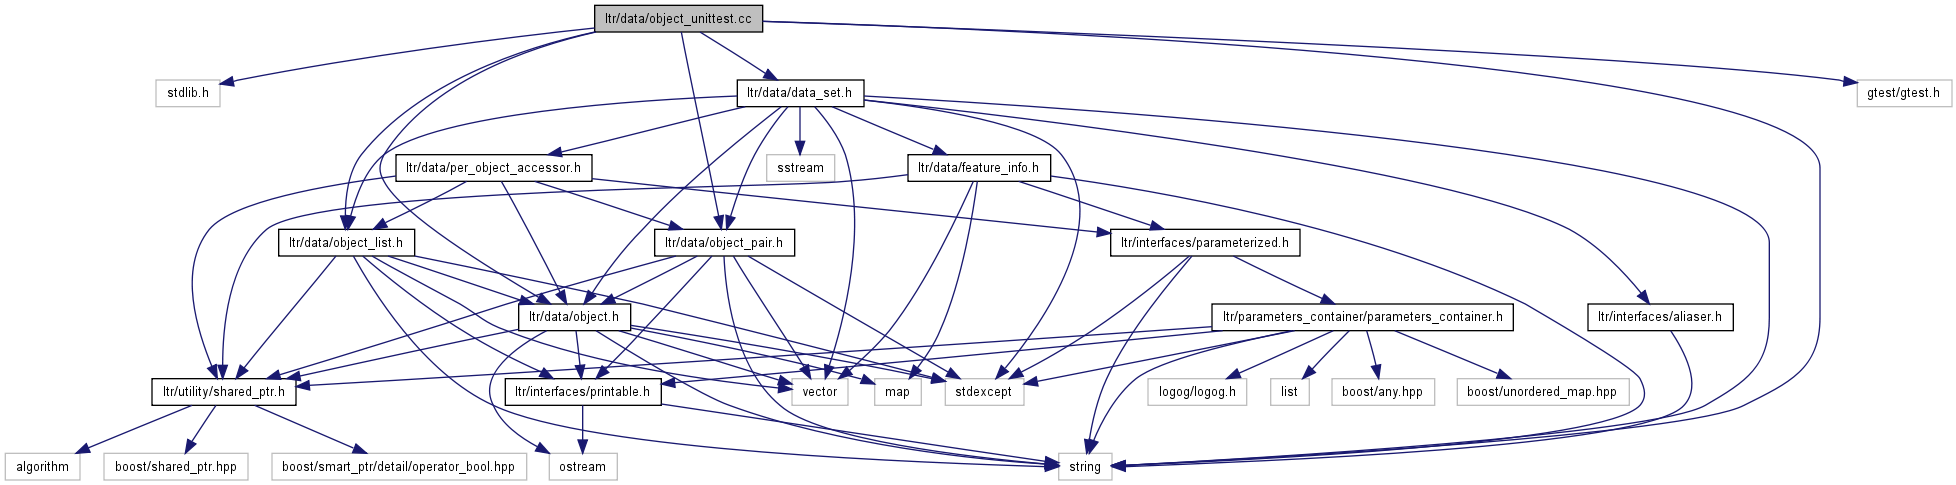 ltr/data/object_unittest.cc
stdlib.h
ltr/data/data_set.h
gtest/gtest.h
ltr/data/per_object_accessor.h
sstream
ltr/data/feature_info.h
ltr/data/object_list.h
ltr/data/object_pair.h
ltr/interfaces/parameterized.h
ltr/data/object.h
ltr/parameters_container/parameters_container.h
ltr/interfaces/aliaser.h
ltr/utility/shared_ptr.h
ltr/interfaces/printable.h
vector
map
stdexcept
logog/logog.h
list
boost/any.hpp
boost/unordered_map.hpp
algorithm
boost/shared_ptr.hpp
boost/smart_ptr/detail/operator_bool.hpp
ostream
string